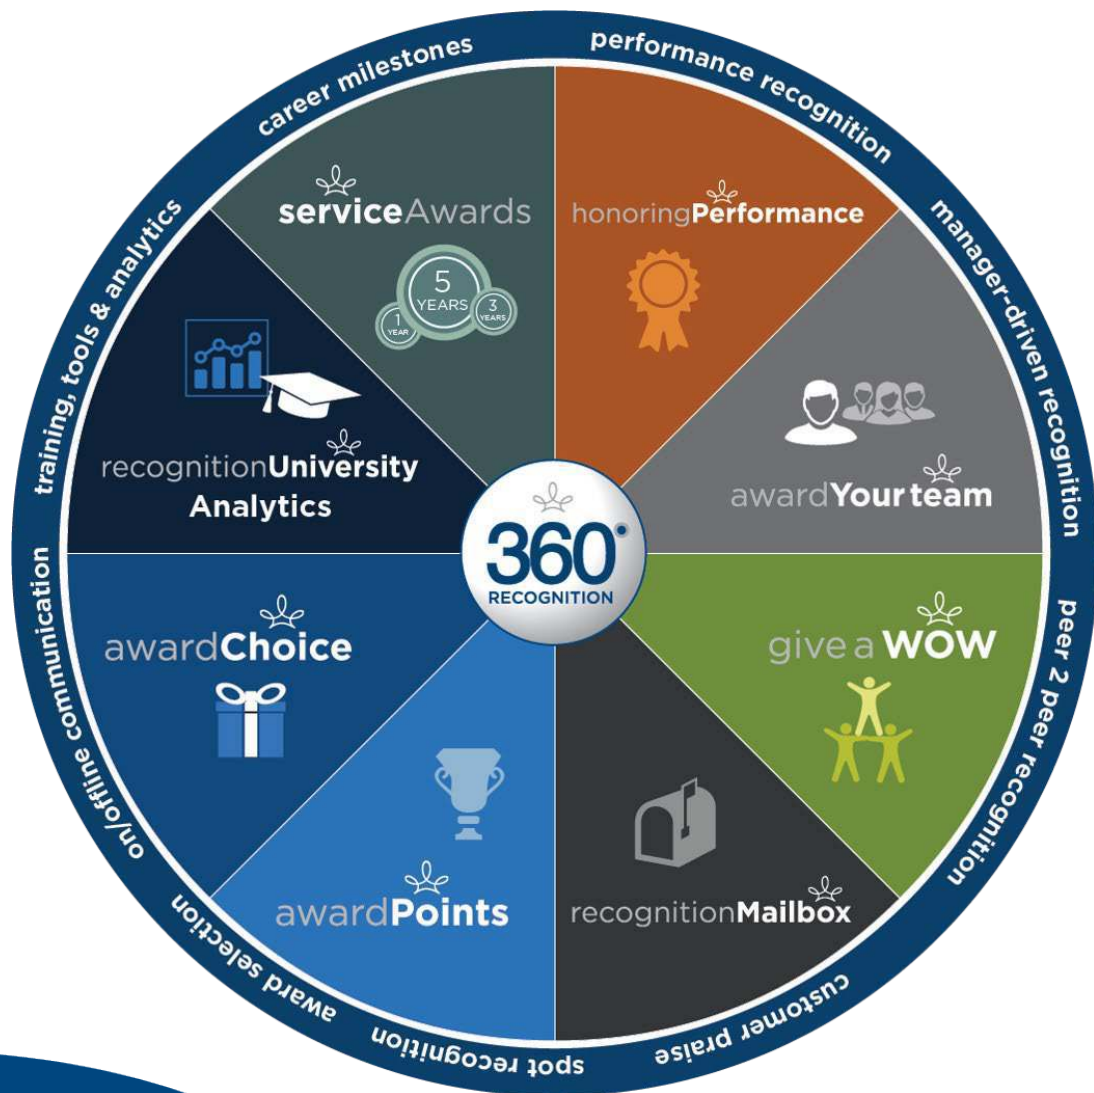 career milestones
performance recognition
manager-driven recognition
peer 2 peer recognition
customer praise
spot recognition
award selection
on/offline communication
training, tools & analytics
serviceAwards
5
YEARS
1
YEAR
3
YEARS
honoringPerformance
awardYour team
give a WOW
recognitionMailbox
awardPoints
awardChoice
recognitionUniversity
Analytics
360°
RECOGNITION